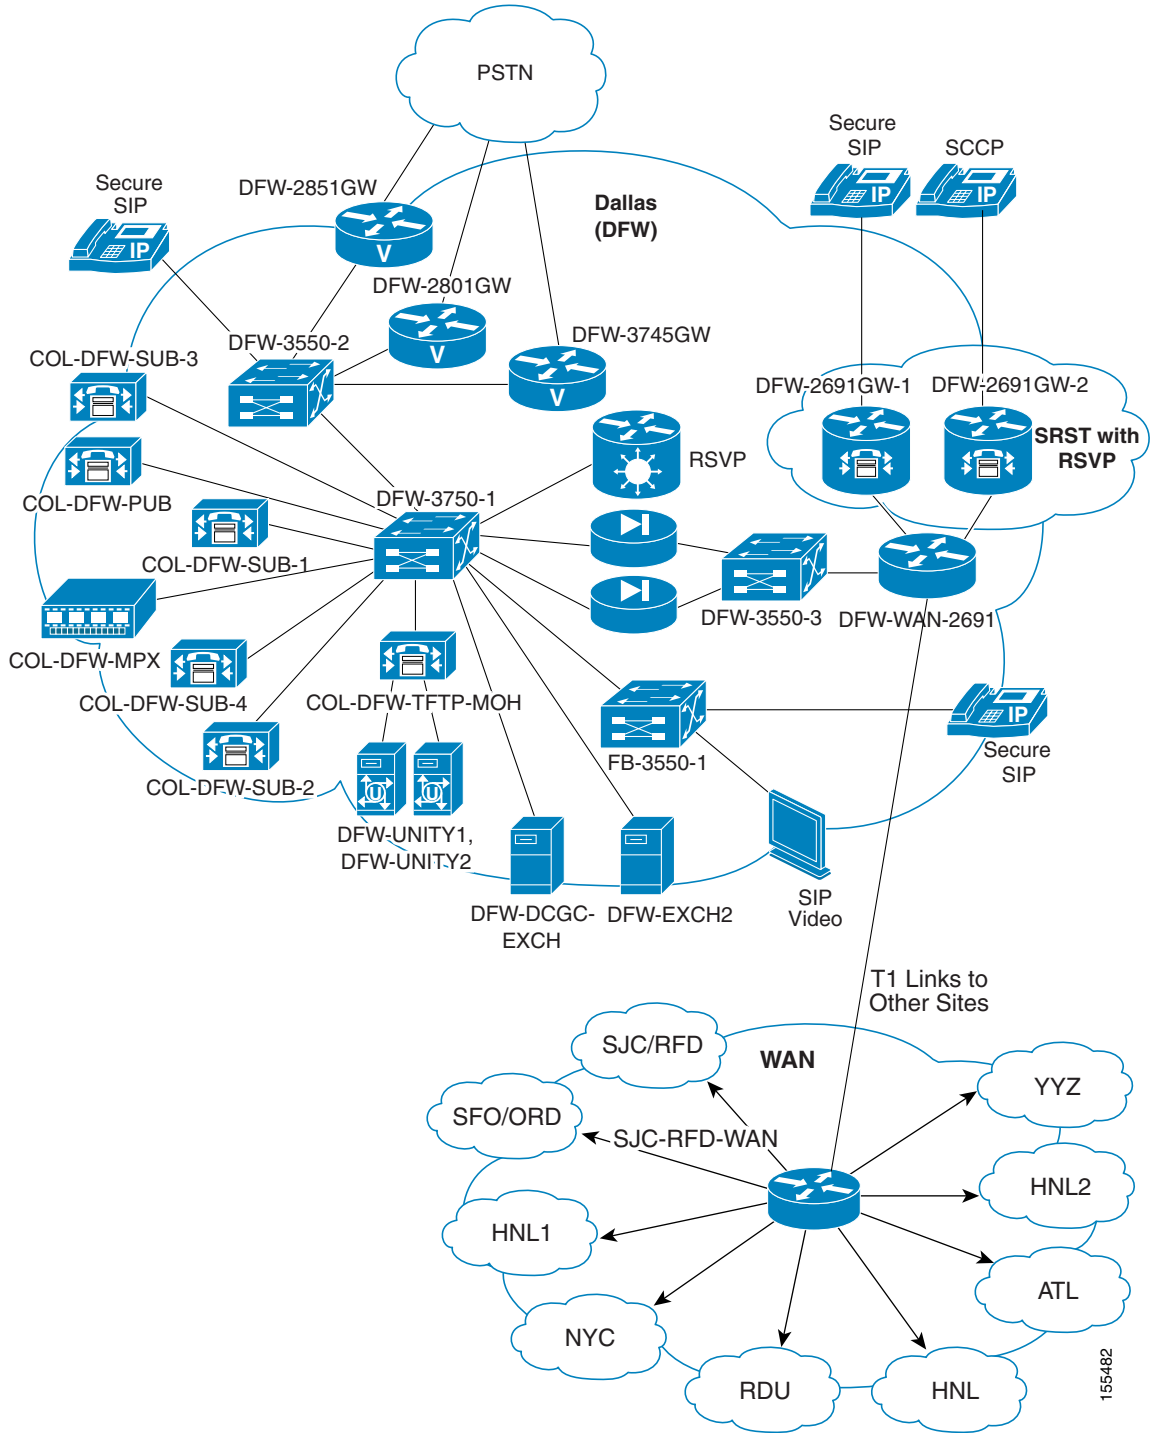 PSTN
Secure
SIP
SCCP
IP
IP
Secure
SIP
IP
DFW-2851GW
V
Dallas
(DFW)
DFW-2801GW
V
DFW-3550-2
DFW-3745GW
V
COL-DFW-SUB-3
DFW-2691GW-1
DFW-2691GW-2
SRST with
RSVP
RSVP
COL-DFW-PUB
DFW-3750-1
COL-DFW-SUB-1
DFW-3550-3
DFW-WAN-2691
COL-DFW-MPX
COL-DFW-SUB-4
COL-DFW-TFTP-MOH
IP
Secure
SIP
FB-3550-1
COL-DFW-SUB-2
U
U
DFW-UNITY1,
DFW-UNITY2
SIP
Video
DFW-DCGC-
EXCH
DFW-EXCH2
T1 Links to
Other Sites
SJC/RFD
WAN
YYZ
SFO/ORD
SJC-RFD-WAN
HNL2
HNL1
ATL
NYC
RDU
HNL
155482